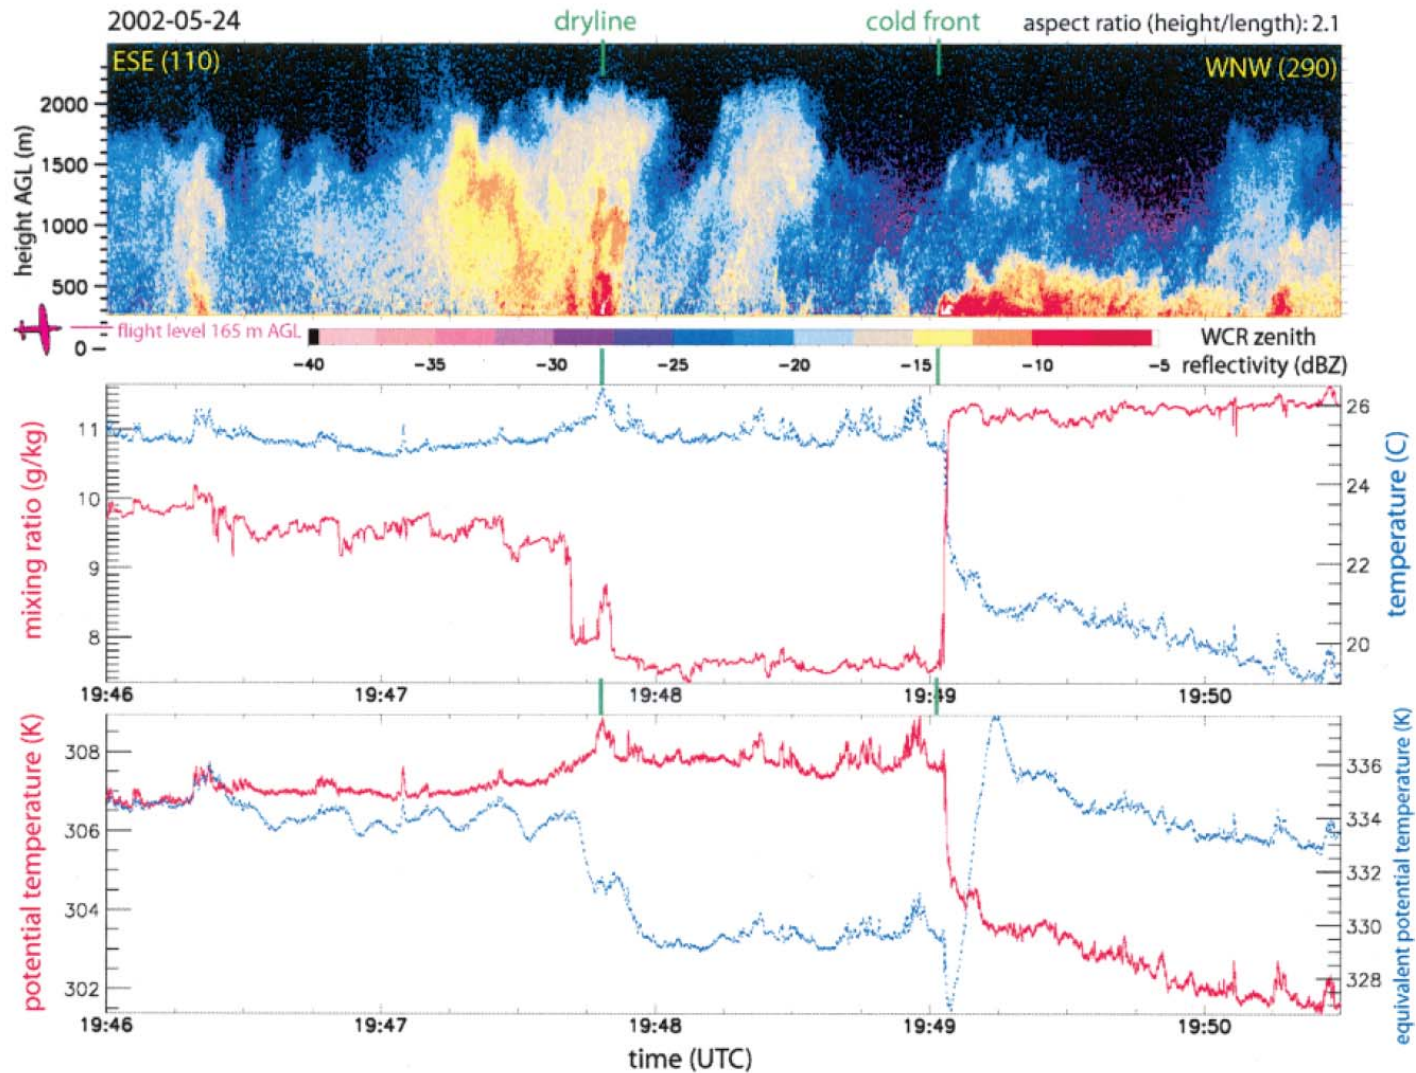 2002-05-24 dryline cold front aspect ratio (height/length): 2.1
ESE (110) WNW (290)
height AGL (m)
2000
1500
1000
500
0
flight level 165 m AGL
WCR zenith
reflectivity (dBZ)
-40 -35 -30 -25 -20 -15 -10 -5
mixing ratio (g/kg)
11
10
9
8
26
24
22
20
temperature (C)
19:46 19:47 19:48 19:49 19:50
potential temperature (K)
308
306
304
302
336
334
332
330
328
equivalent potential temperature (K)
19:46 19:47 19:48 19:49 19:50
time (UTC)